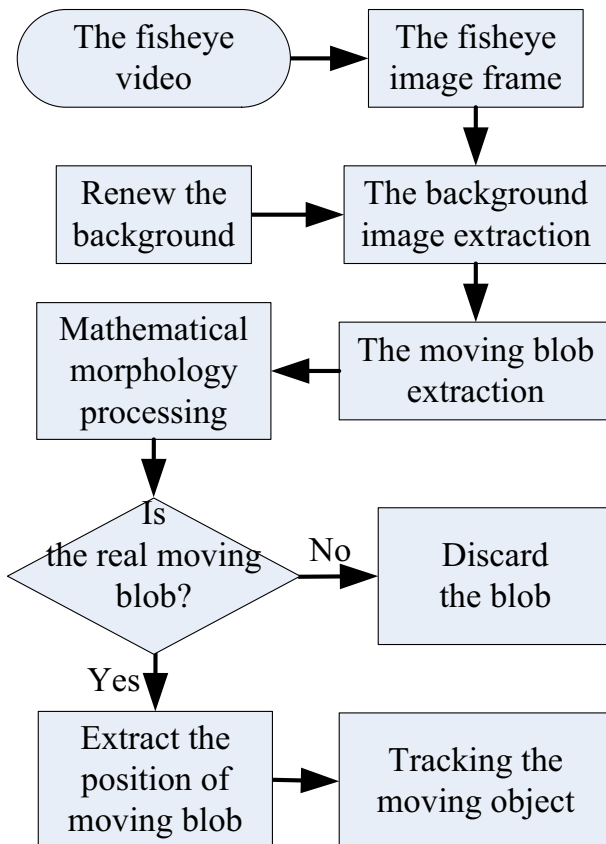 The fisheye
video
The fisheye
image frame
Renew the
background
The background
image extraction
Mathematical
morphology
processing
The moving blob
extraction
Is
the real moving
blob?
No
Discard
the blob
Yes
Extract the
position of
moving blob
Tracking the
moving object